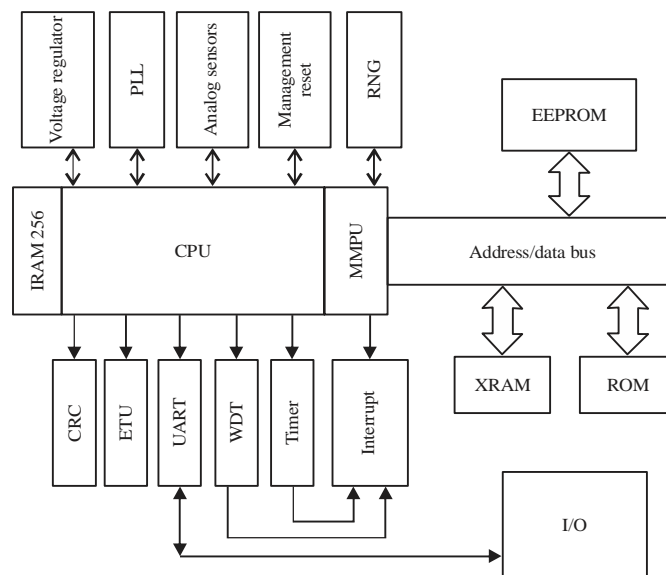 Voltage regulator
PLL
Analog sensors
Management
reset
RNG
EEPROM
IRAM 256
CPU
MMPU
Address/data bus
XRAM
ROM
CRC
ETU
UART
WDT
Timer
Interrupt
I/O